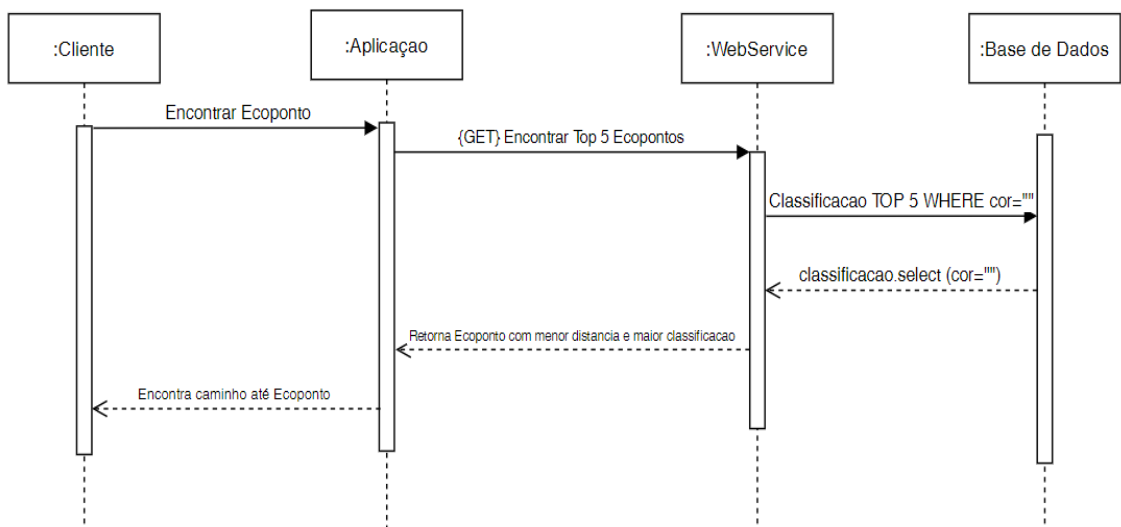 :Cliente
:Aplicaçao
:WebService
:Base de Dados
Encontrar Ecoponto
{GET} Encontrar Top 5 Ecopontos
Classificacao TOP 5 WHERE cor=""
classificacao.select (cor="")
Retorna Ecoponto com menor distancia e maior classificacao
Encontra caminho até Ecoponto